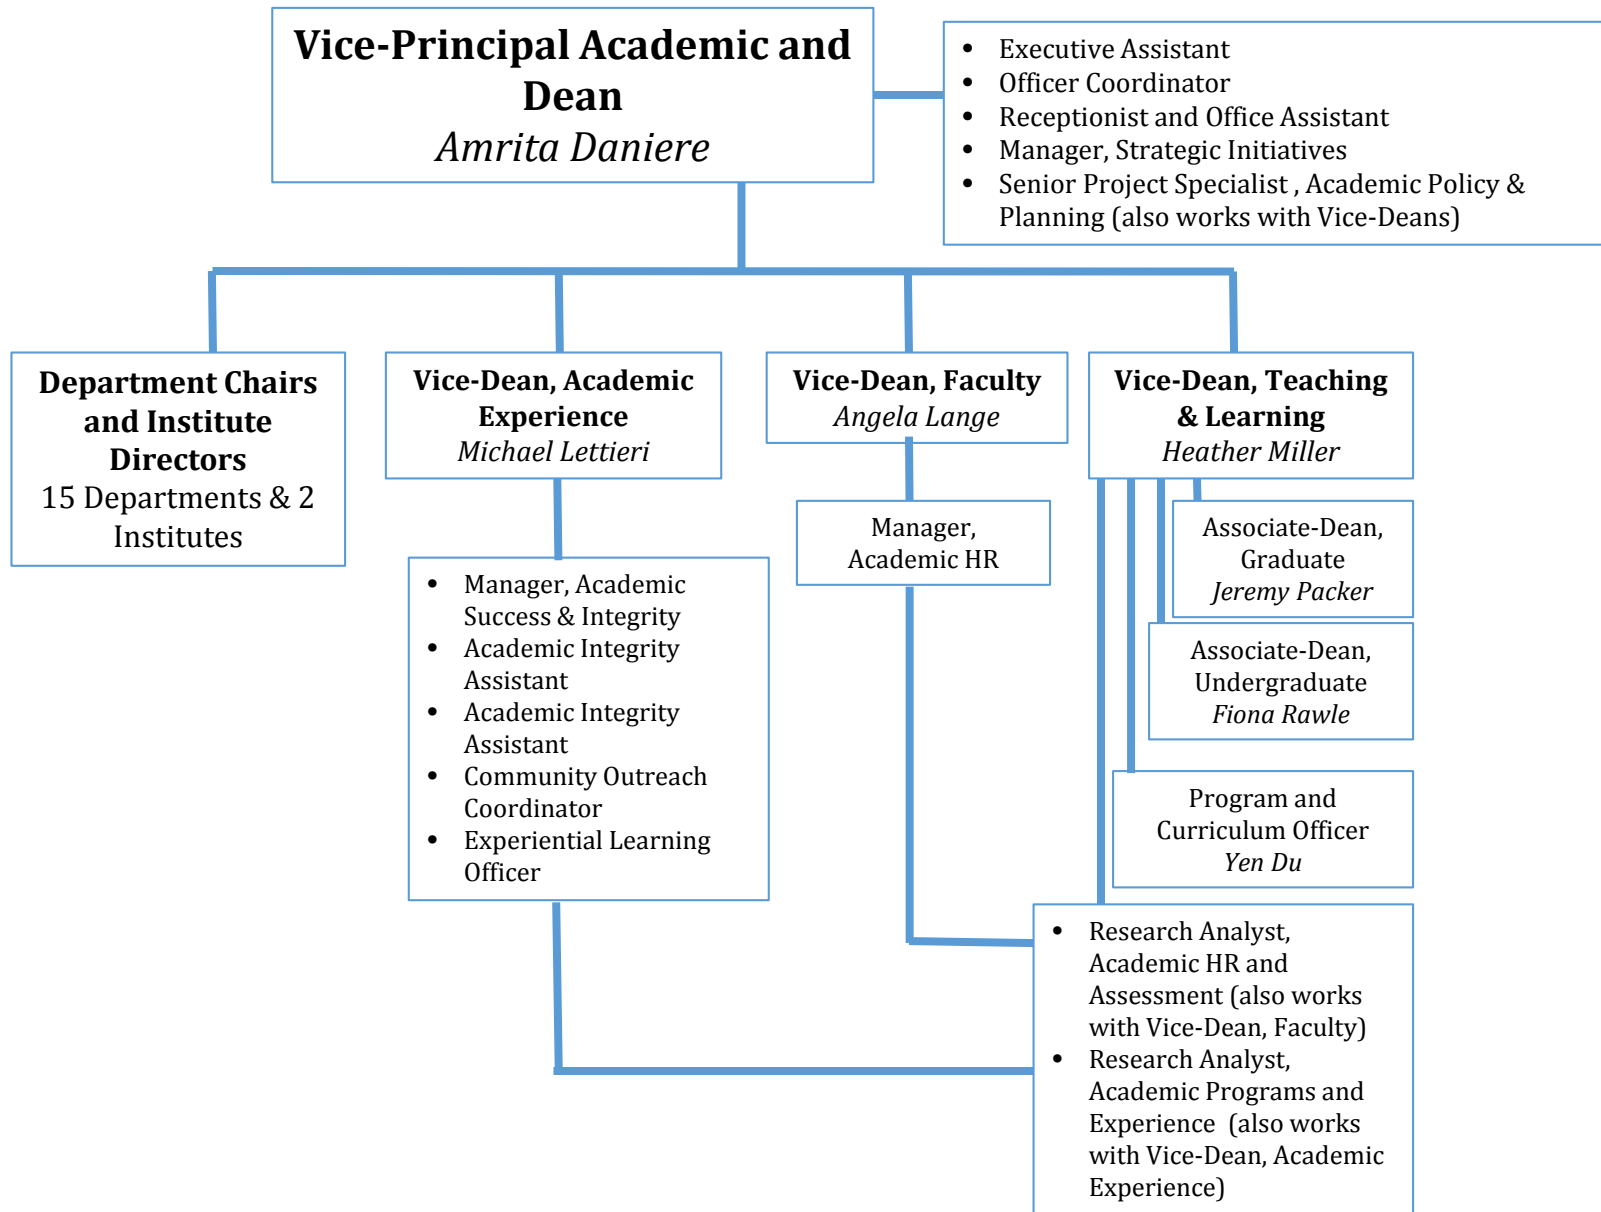 Vice-Principal Academic and
Dean
Amrita Daniere
• Executive Assistant
• Officer Coordinator
• Receptionist and Office Assistant
• Manager, Strategic Initiatives
• Senior Project Specialist , Academic Policy &
Planning (also works with Vice-Deans)
Department Chairs
and Institute
Directors
15 Departments & 2
Institutes
Vice-Dean, Academic
Experience
Michael Lettieri
Vice-Dean, Faculty
Angela Lange
Vice-Dean, Teaching
& Learning
Heather Miller
• Manager, Academic
Success & Integrity
• Academic Integrity
Assistant
• Academic Integrity
Assistant
• Community Outreach
Coordinator
• Experiential Learning
Officer
Manager,
Academic HR
Associate-Dean,
Graduate
Jeremy Packer
Associate-Dean,
Undergraduate
Fiona Rawle
Program and
Curriculum Officer
Yen Du
• Research Analyst,
Academic HR and
Assessment (also works
with Vice-Dean, Faculty)
• Research Analyst,
Academic Programs and
Experience (also works
with Vice-Dean, Academic
Experience)